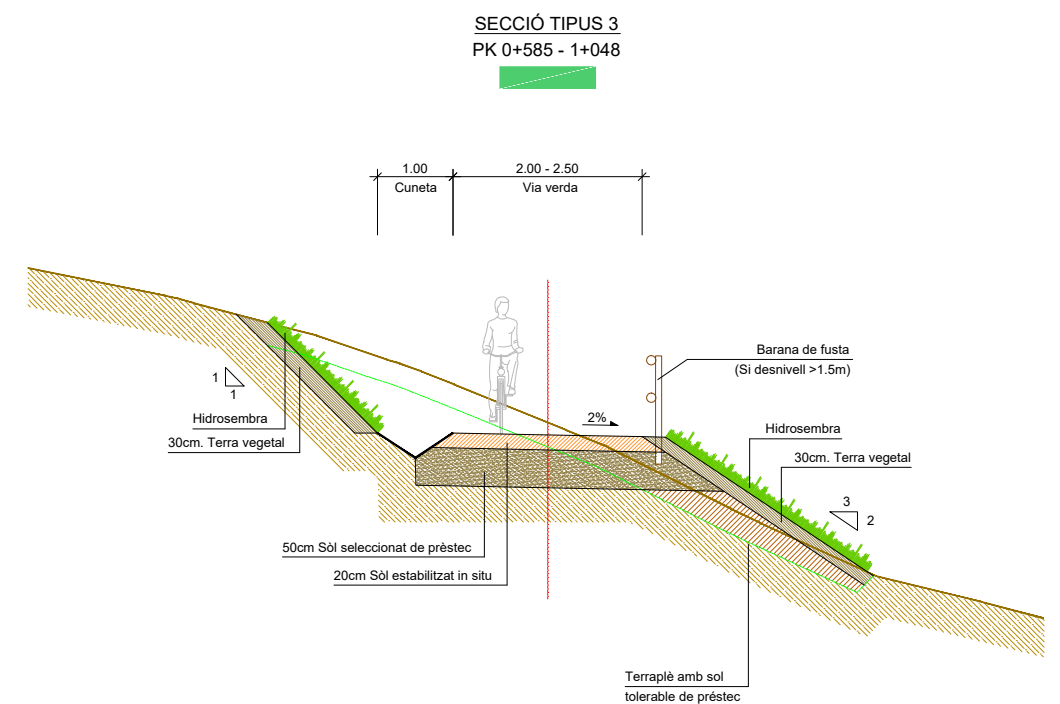 SECCIÓ TIPUS 3
PK 0+585 - 1+048
1.00
2.00 - 2.50
Cuneta
Via verda
Barana de fusta
(Si desnivell >1.5m)
1
1
2%
Hidrosembra
30cm. Terra vegetal
Hidrosembra
30cm. Terra vegetal
3
2
50cm Sòl seleccionat de prèstec
20cm Sòl estabilitzat in situ
Terraplè amb sol
tolerable de préstec